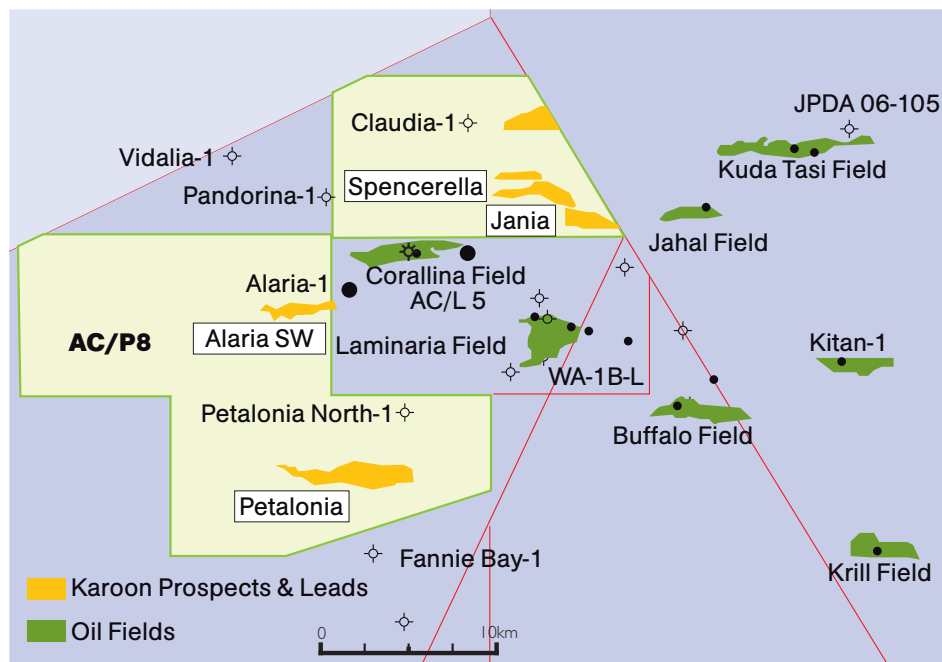 JPDA 06-105
Claudia-1
Vidalia-1
Kuda Tasi Field
Pandorina-1
Spencerella
Jania
Jahal Field
Alaria-1
Corallina Field
AC/L 5
AC/P8
Alaria SW
Laminaria Field
Kitan-1
WA-1B-L
Petalonia North-1
Buffalo Field
Petalonia
Fannie Bay-1
Krill Field
Karoon Prospects & Leads
Oil Fields
0
10km